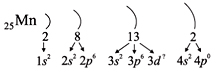 ₂₅Mn
2 8 13 2
1s² 2s² 2p⁶ 3s² 3p⁶ 3d⁷ 4s² 4p⁰